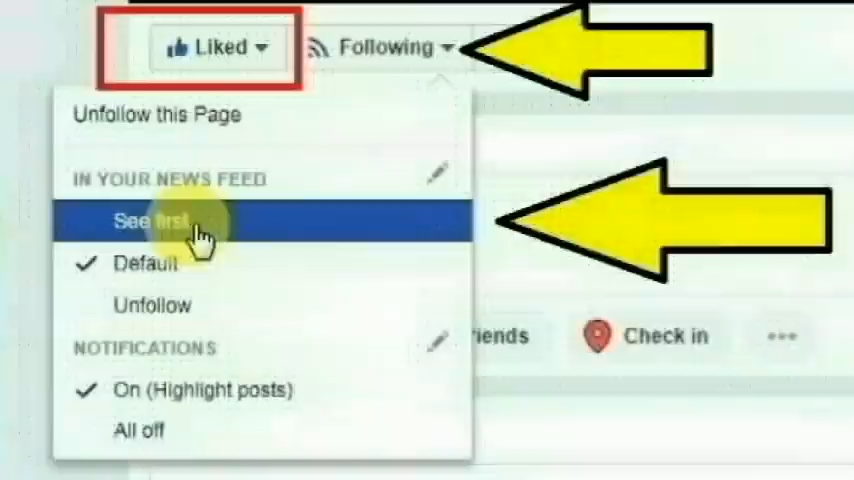 Liked Following
Unfollow this Page
IN YOUR NEWS FEED
See first
Default
Unfollow
NOTIFICATIONS
riends Check in
On (Highlight posts)
All off